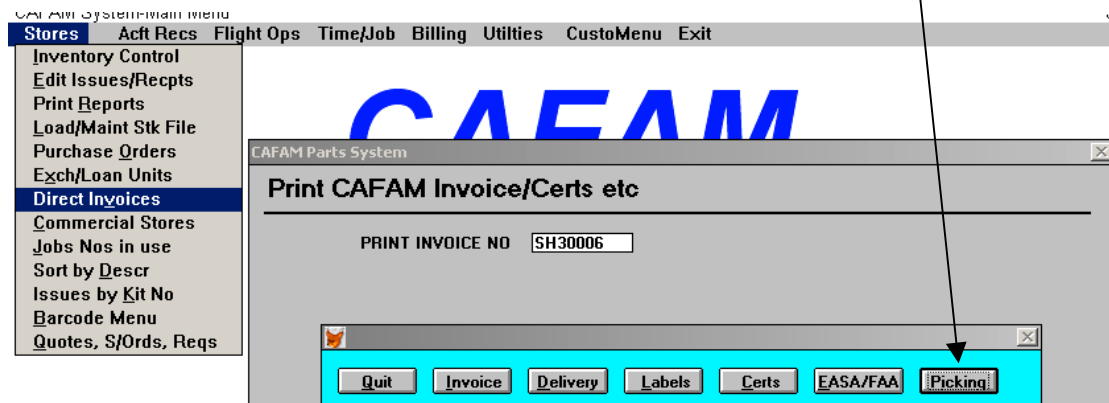 CAFAM System-Main Menu
Stores Acft Recs Flight Ops Time/Job Billing Utilties CustoMenu Exit
Inventory Control
Edit Issues/Recpts
Print Reports
Load/Maint Stk File
Purchase Orders
Exch/Loan Units
Direct Invoices
Commercial Stores
Jobs Nos in use
Sort by Descr
Issues by Kit No
Barcode Menu
Quotes, S/Ords, Reqs
CAFAM
CAFAM Parts System
Print CAFAM Invoice/Certs etc
PRINT INVOICE NO SH30006
Quit Invoice Delivery Labels Certs EASA/FAA Picking